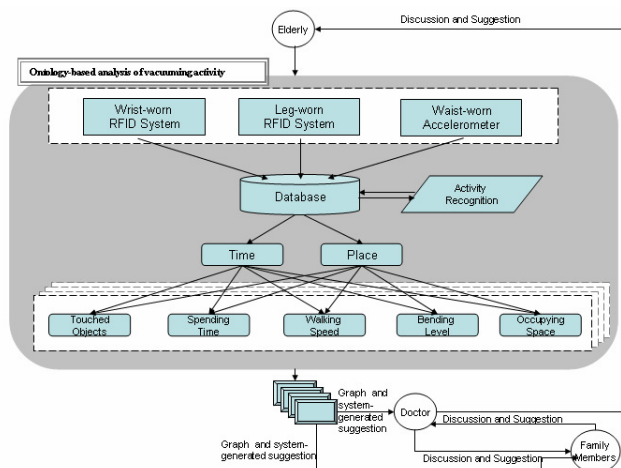 Discussion and Suggestion
Elderly
Ontology-based analysis of vacuuming activity
Wrist-worn
RFID System
Leg-worn
RFID System
Waist-worn
Accelerometer
Database
Activity
Recognition
Time
Place
Touched
Objects
Spending
Time
Walking
Speed
Bending
Level
Occupying
Space
Graph and
system-
generated
suggestion
Doctor
Discussion and Suggestion
Graph and system-
generated suggestion
Discussion and Suggestion
Family
Members